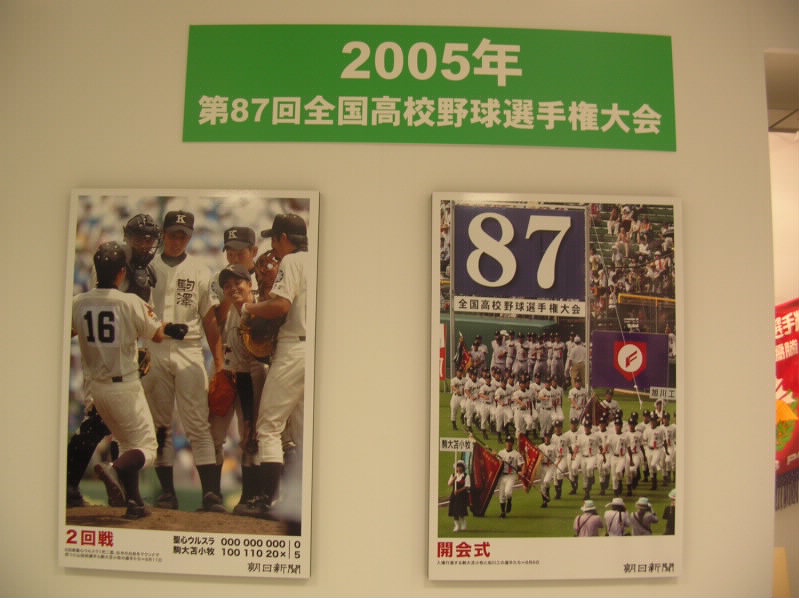 2005年
第87回全国高校野球選手権大会
K
K
16
駒澤
2回戦
聖心ウルスラ 000 000 000 0
駒大苫小牧 100 110 20× 5
朝日新聞
87
全国高校野球選手権大会
F
旭川工
駒大苫小牧
開会式
朝日新聞